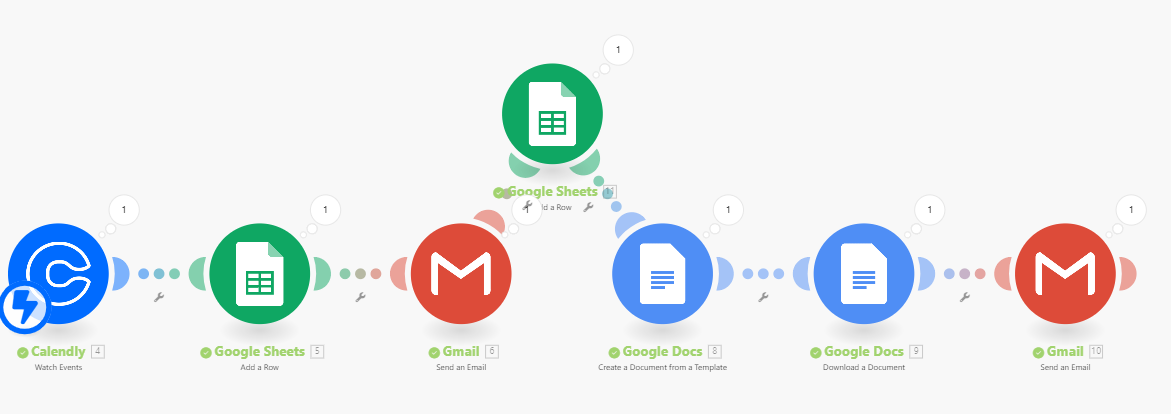 1
Google Sheets
d a Row
1
1
1
1
1
1
Calendly 4
Watch Events
Google Sheets 5
Add a Row
Gmail 6
Send an Email
Google Docs 8
Create a Document from a Template
Google Docs 9
Download a Document
Gmail 10
Send an Email